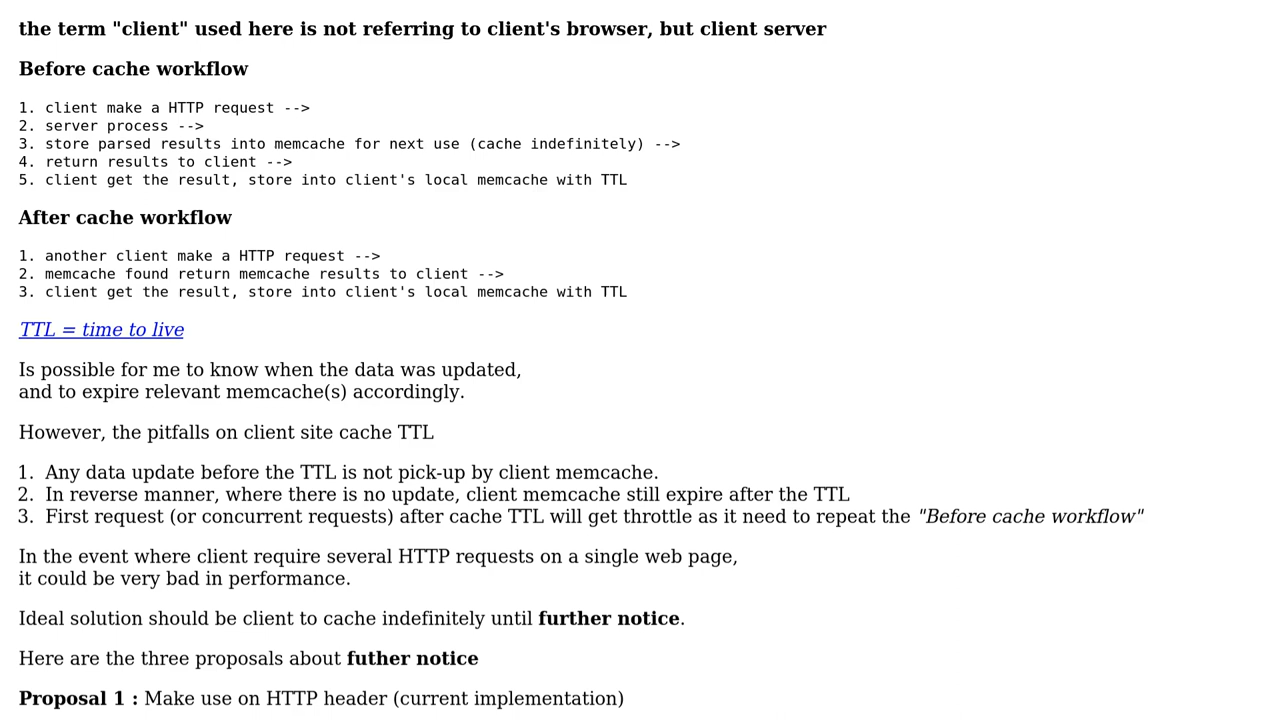 the term "client" used here is not referring to client's browser, but client server
Before cache workflow
1. client make a HTTP request -->
2. server process -->
3. store parsed results into memcache for next use (cache indefinitely) -->
4. return results to client -->
5. client get the result, store into client's local memcache with TTL
After cache workflow
1. another client make a HTTP request -->
2. memcache found return memcache results to client -->
3. client get the result, store into client's local memcache with TTL
TTL = time to live
Is possible for me to know when the data was updated,
and to expire relevant memcache(s) accordingly.
However, the pitfalls on client site cache TTL
1. Any data update before the TTL is not pick-up by client memcache.
2. In reverse manner, where there is no update, client memcache still expire after the TTL
3. First request (or concurrent requests) after cache TTL will get throttle as it need to repeat the "Before cache workflow"
In the event where client require several HTTP requests on a single web page,
it could be very bad in performance.
Ideal solution should be client to cache indefinitely until further notice.
Here are the three proposals about futher notice
Proposal 1 : Make use on HTTP header (current implementation)